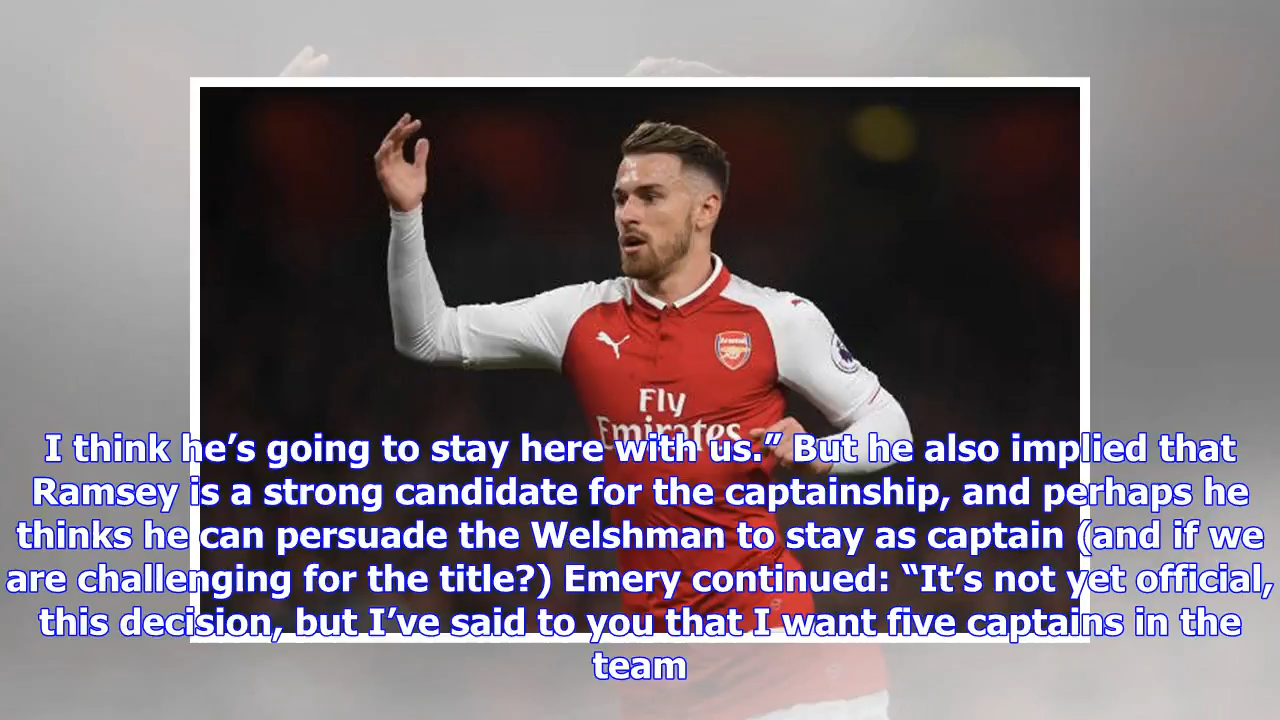 Arsenal
Fly
Emirates
I think he’s going to stay here with us.” But he also implied that
Ramsey is a strong candidate for the captainship, and perhaps he
thinks he can persuade the Welshman to stay as captain (and if we
are challenging for the title?) Emery continued: “It’s not yet official,
this decision, but I’ve said to you that I want five captains in the
team